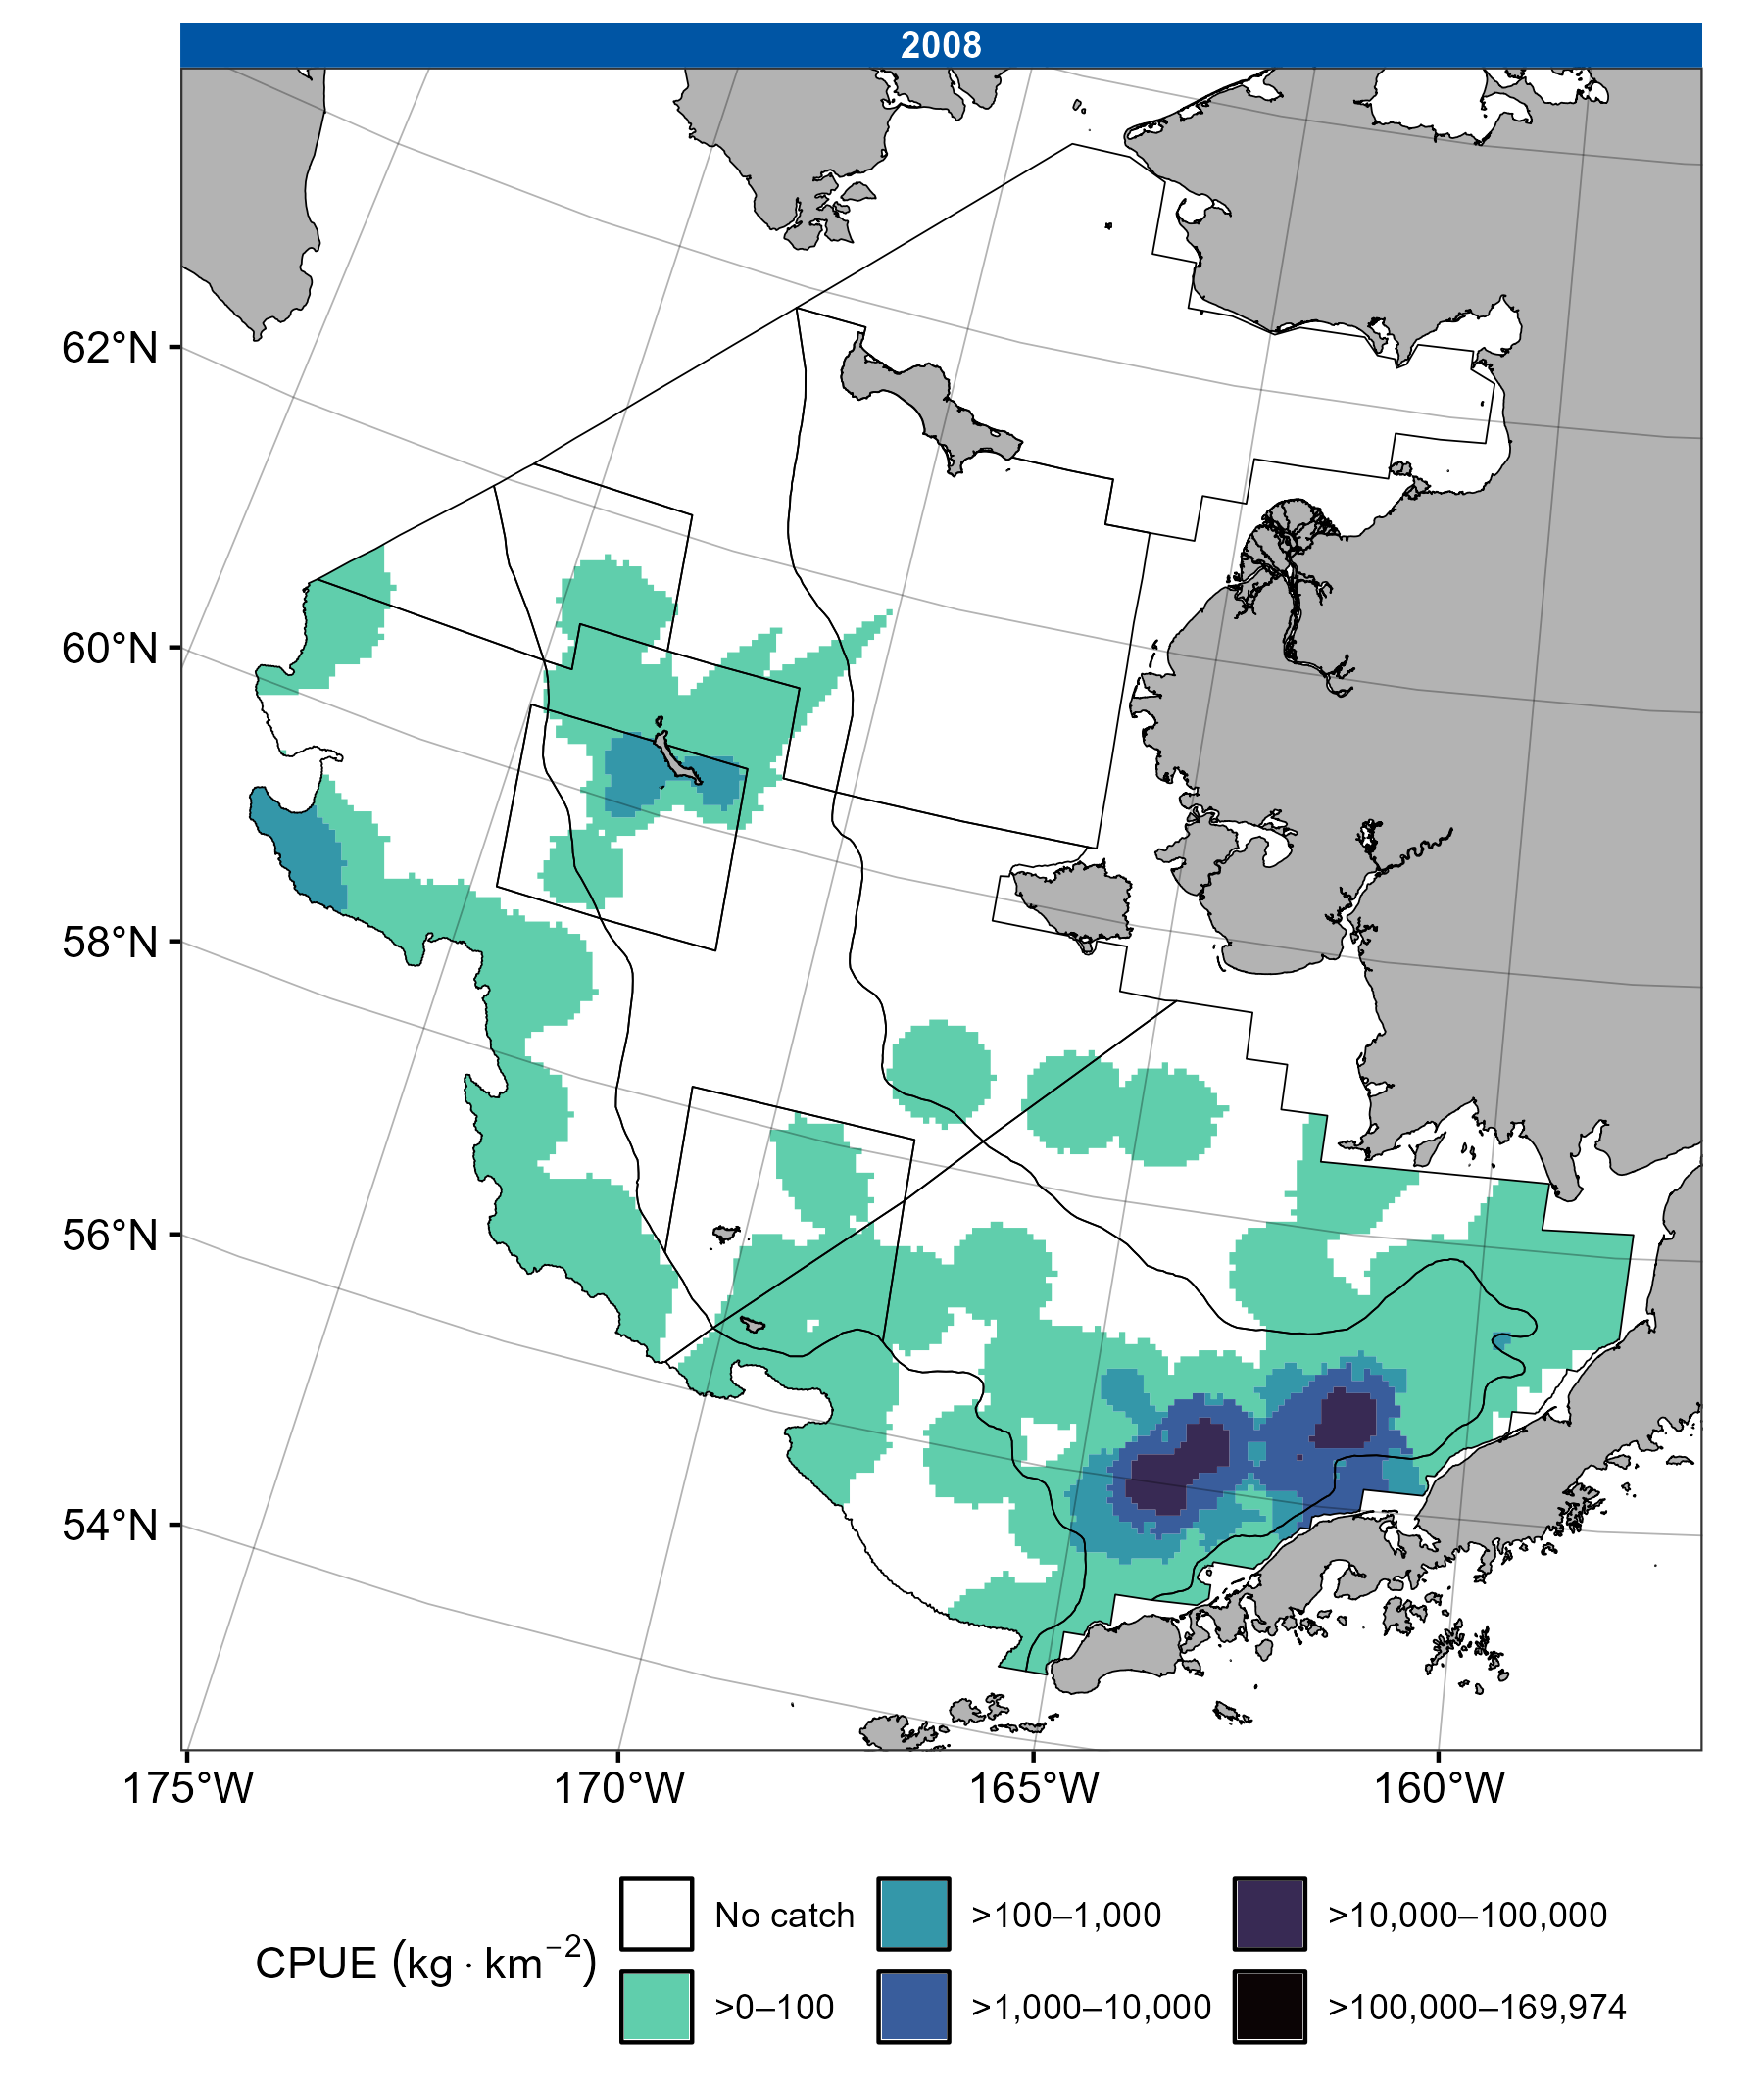 2008
62°N
60°N
58°N
56°N
54°N
175°W 170°W 165°W 160°W
CPUE (kg · km⁻²)
No catch >100–1,000 >10,000–100,000
>0–100 >1,000–10,000 >100,000–169,974